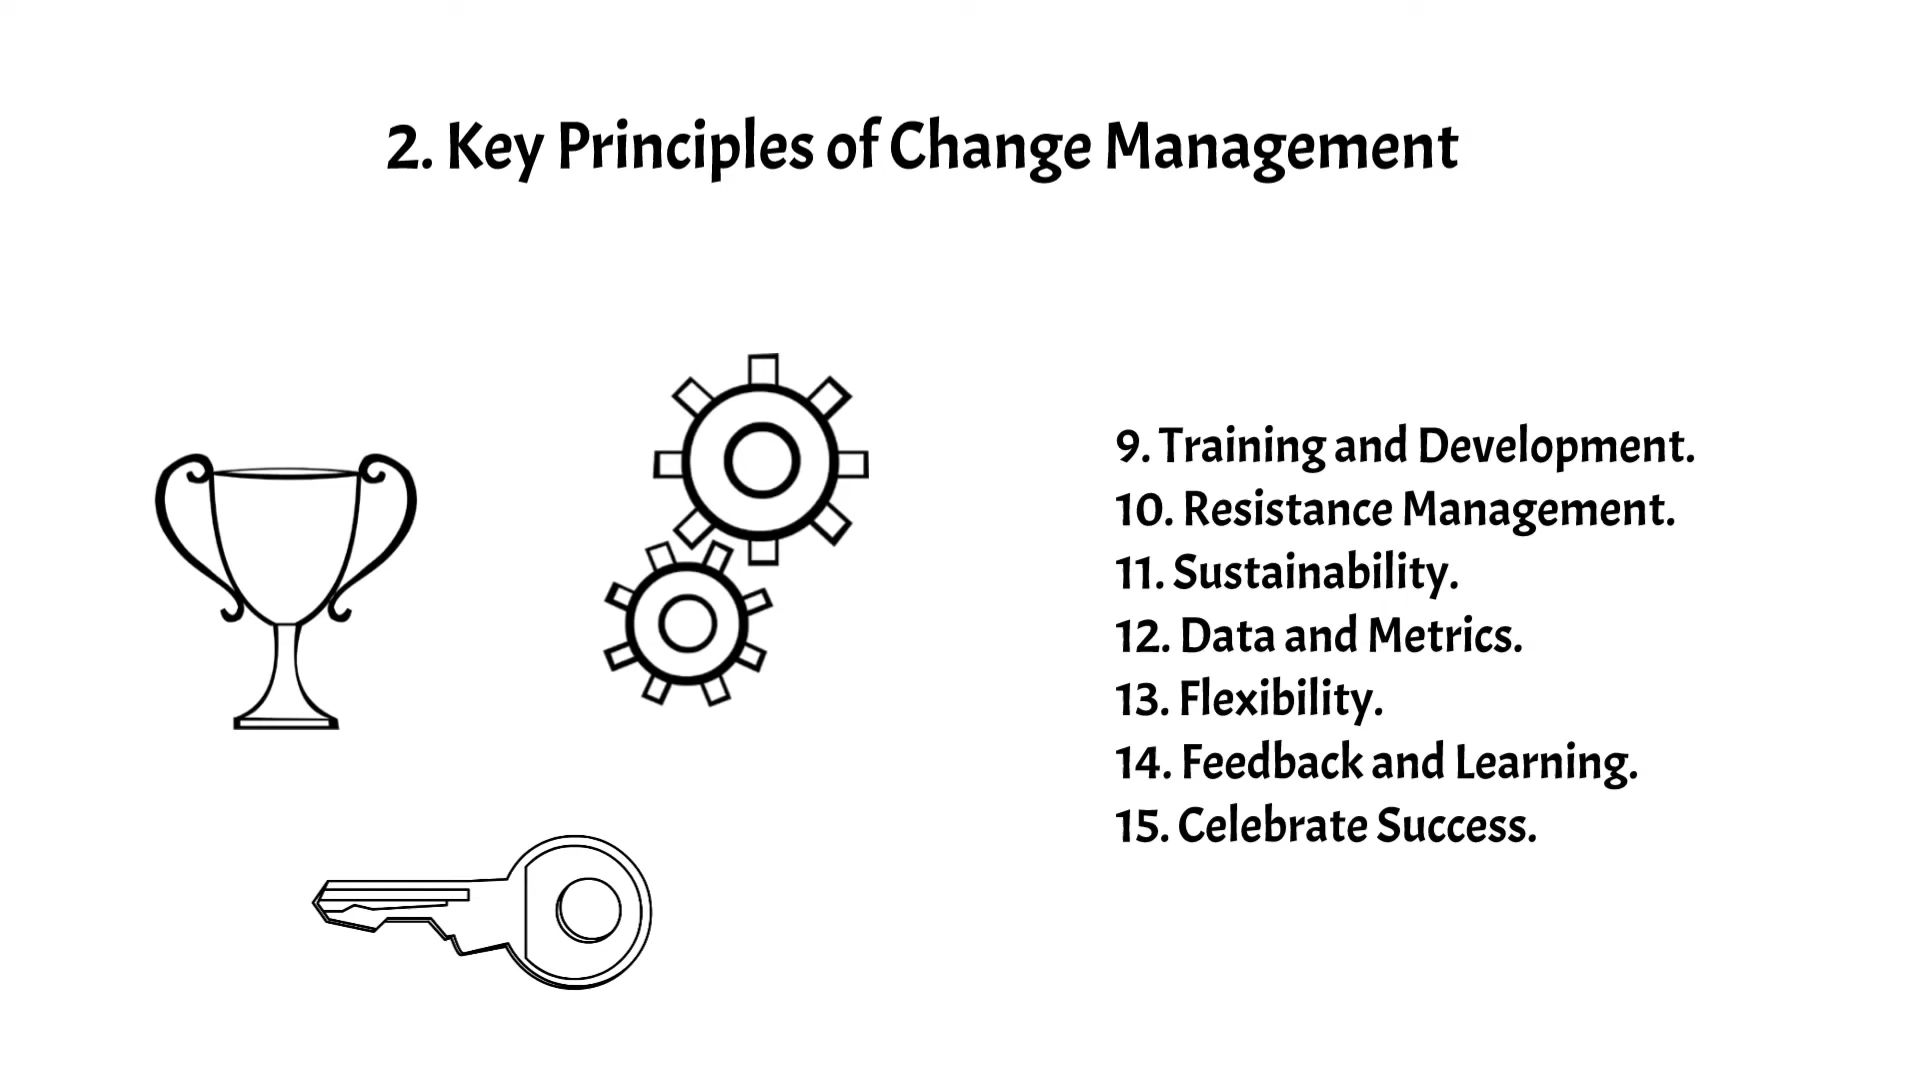 2. Key Principles of Change Management
9. Training and Development.
10. Resistance Management.
11. Sustainability.
12. Data and Metrics.
13. Flexibility.
14. Feedback and Learning.
15. Celebrate Success.